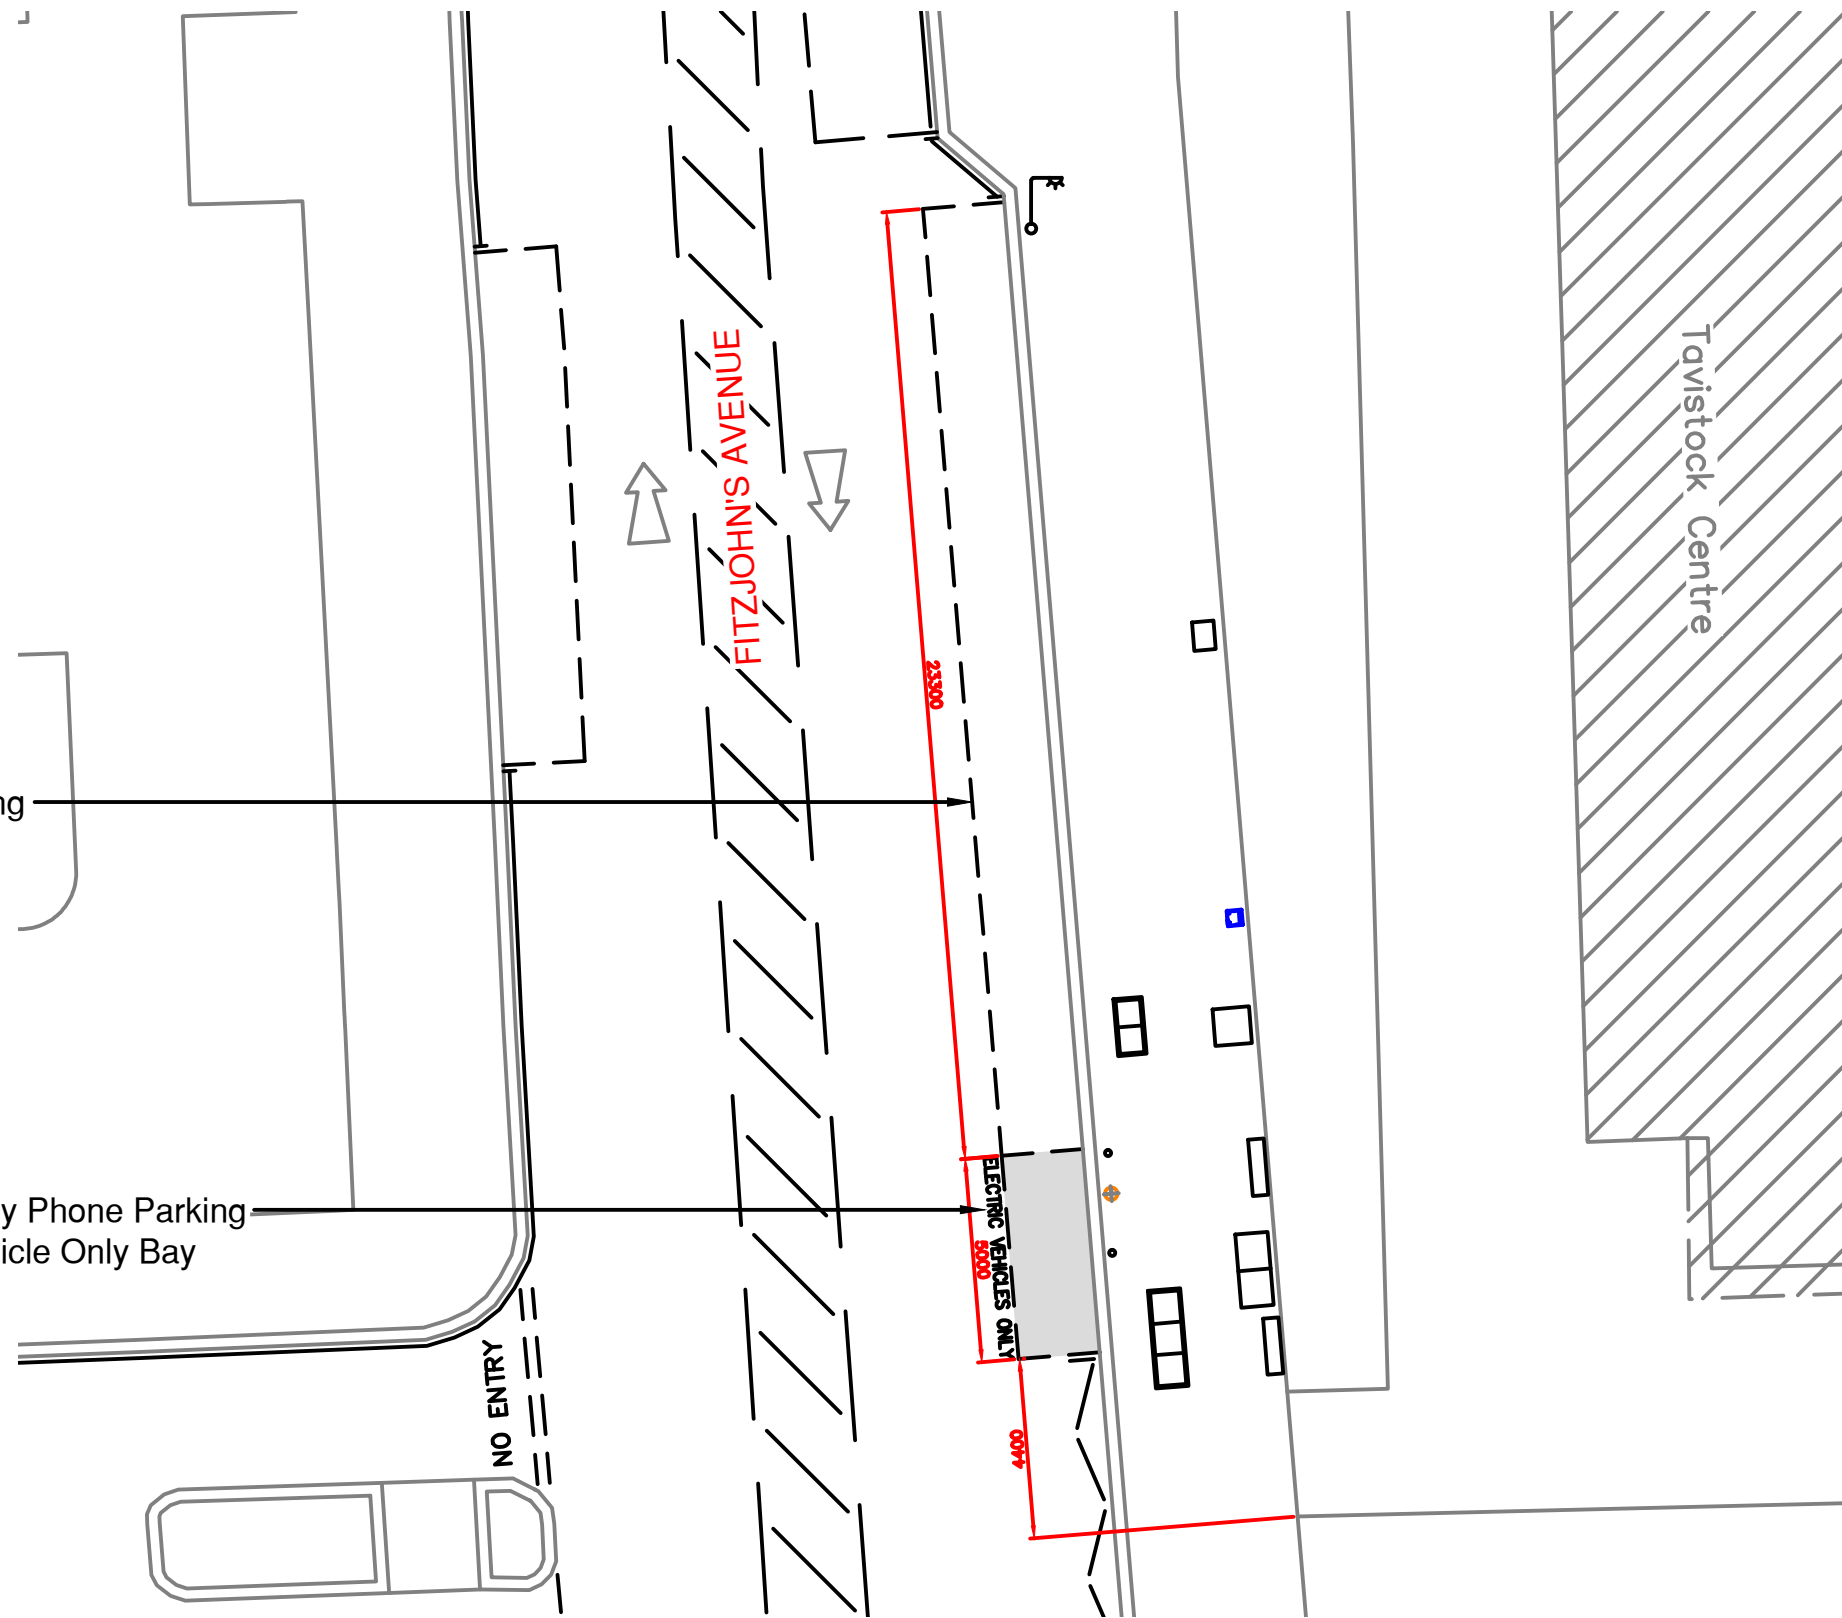 FITZJOHN'S AVENUE
Tavistock Centre
23300
ng
ELECTRIC VEHICLES ONLY
5000
y Phone Parking
icle Only Bay
NO ENTRY
4400